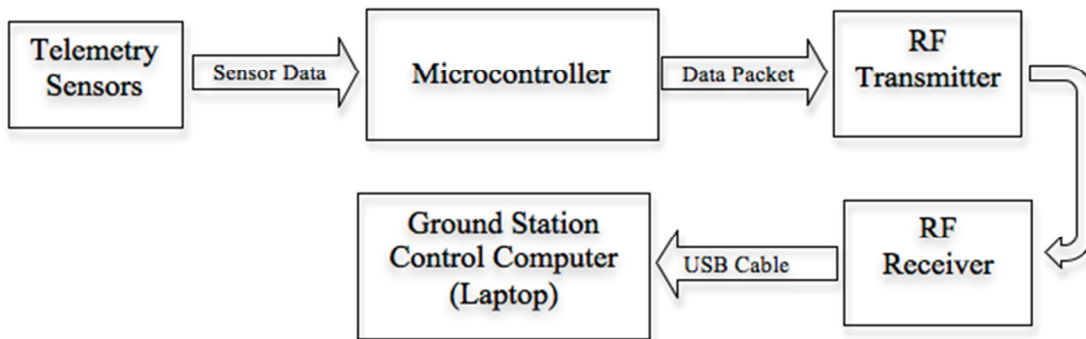 Telemetry
Sensors
Sensor Data
Microcontroller
Data Packet
RF
Transmitter
RF
Receiver
USB Cable
Ground Station
Control Computer
(Laptop)